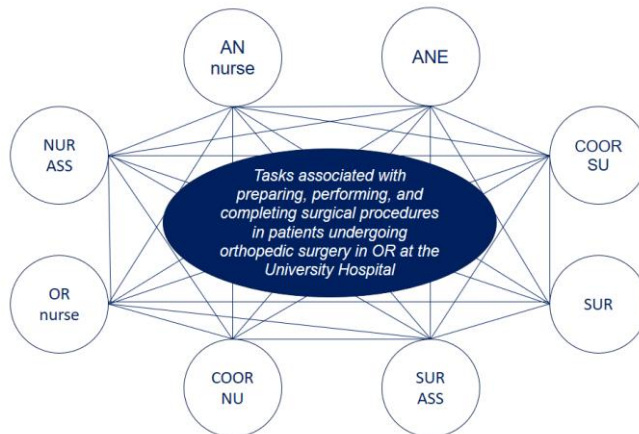 AN
nurse
ANE
NUR
ASS
COOR
SU
Tasks associated with
preparing, performing, and
completing surgical procedures
in patients undergoing
orthopedic surgery in OR at the
University Hospital
OR
nurse
SUR
COOR
NU
SUR
ASS